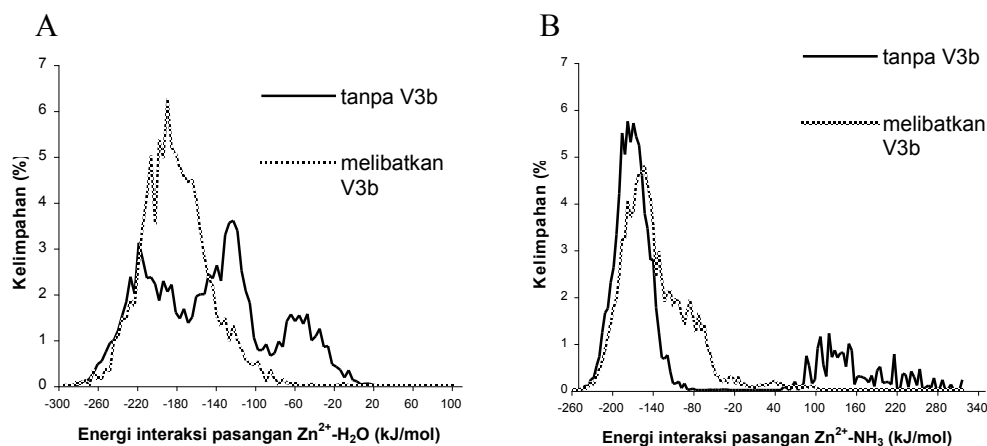 A
7
6
5
4
3
2
1
0
Kelimpahan (%)
tanpa V3b
melibatkan
V3b
-300 -260 -220 -180 -140 -100 -60 -20 20 60 100
Energi interaksi pasangan Zn²⁺-H₂O (kJ/mol)
B
7
6
5
4
3
2
1
0
Kelimpahan (%
tanpa V3b
melibatkan
V3b
-260 -200 -140 -80 -20 40 100 160 220 280 340
Energi interaksi pasangan Zn²⁺-NH₃ (kJ/mol)